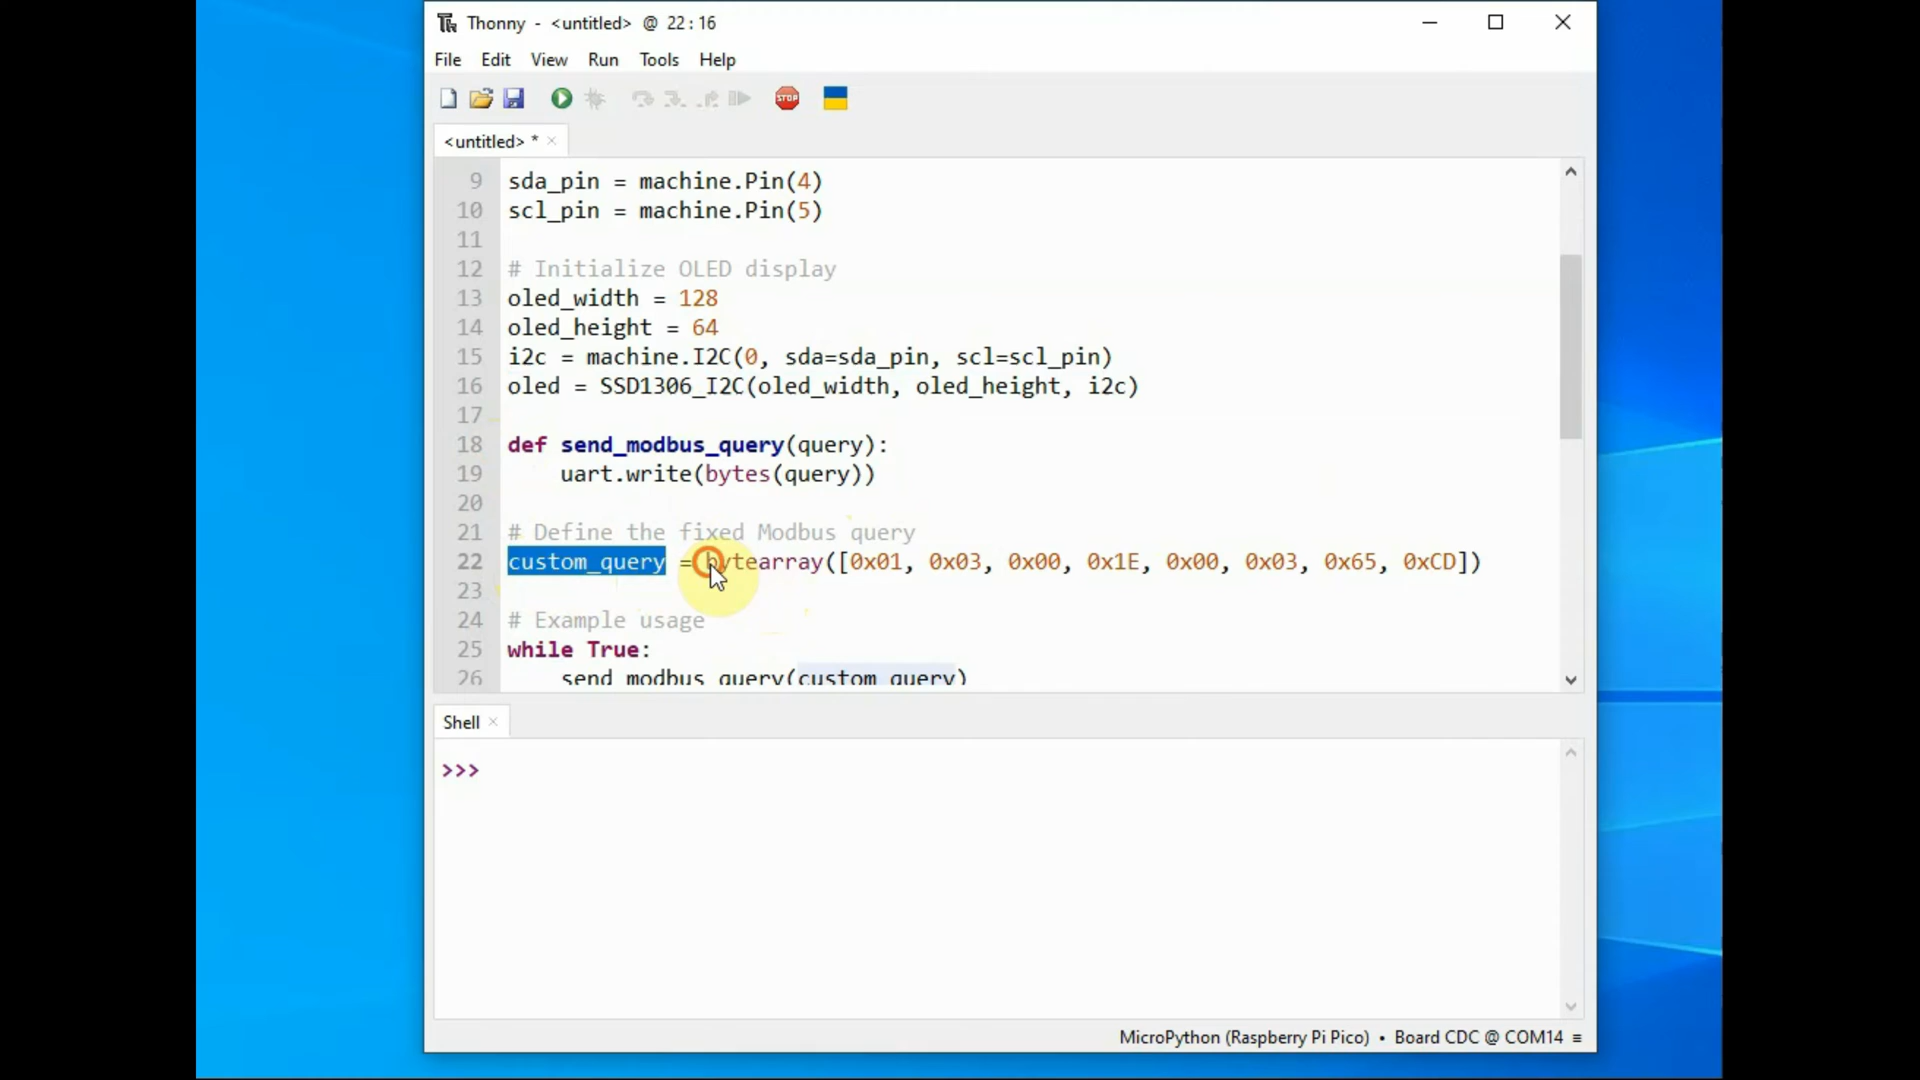 Thonny - <untitled> @ 22:16
File Edit View Run Tools Help
STOP
<untitled> * ×
9 sda_pin = machine.Pin(4)
10 scl_pin = machine.Pin(5)
11
12 # Initialize OLED display
13 oled_width = 128
14 oled_height = 64
15 i2c = machine.I2C(0, sda=sda_pin, scl=scl_pin)
16 oled = SSD1306_I2C(oled_width, oled_height, i2c)
17
18 def send_modbus_query(query):
19 uart.write(bytes(query))
20
21 # Define the fixed Modbus query
22 custom_query = bytearray([0x01, 0x03, 0x00, 0x1E, 0x00, 0x03, 0x65, 0xCD])
23
24 # Example usage
25 while True:
26 send_modbus_query(custom_query)
Shell ×
>>>
MicroPython (Raspberry Pi Pico) • Board CDC @ COM14 ≡